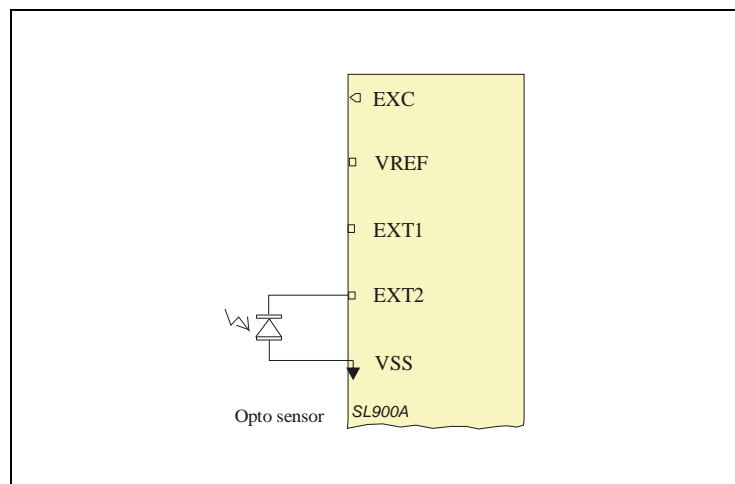 EXC
VREF
EXT1
EXT2
VSS
Opto sensor
SL900A